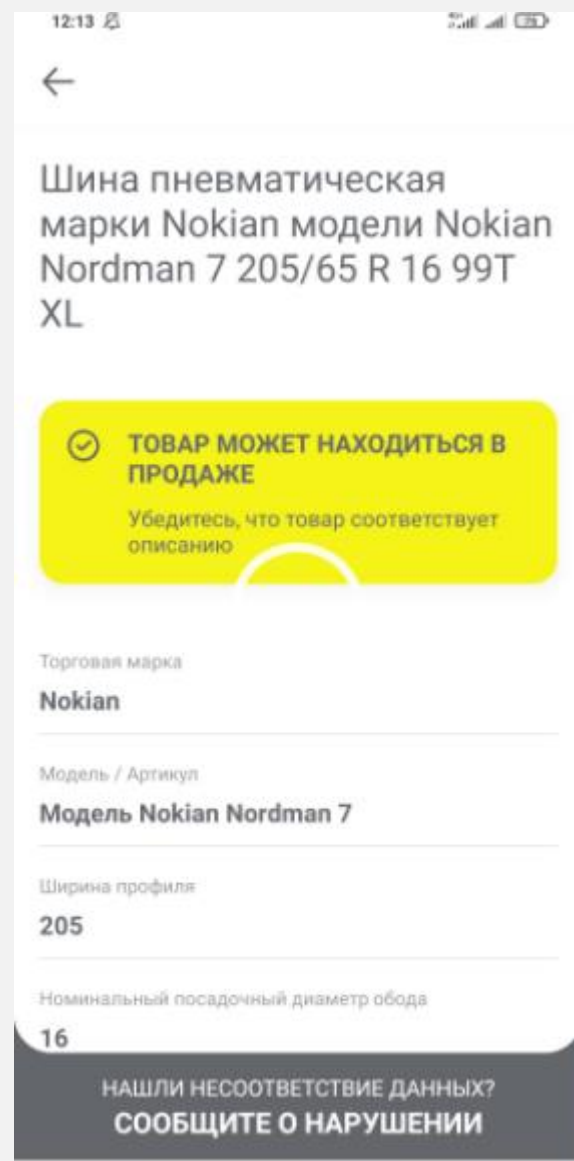 12:13
Шина пневматическая
марки Nokian модели Nokian
Nordman 7 205/65 R 16 99T
XL
ТОВАР МОЖЕТ НАХОДИТЬСЯ В
ПРОДАЖЕ
Убедитесь, что товар соответствует
описанию
Торговая марка
Nokian
Модель / Артикул
Модель Nokian Nordman 7
Ширина профиля
205
Номинальный посадочный диаметр обода
16
НАШЛИ НЕСООТВЕТСТВИЕ ДАННЫХ?
СООБЩИТЕ О НАРУШЕНИИ